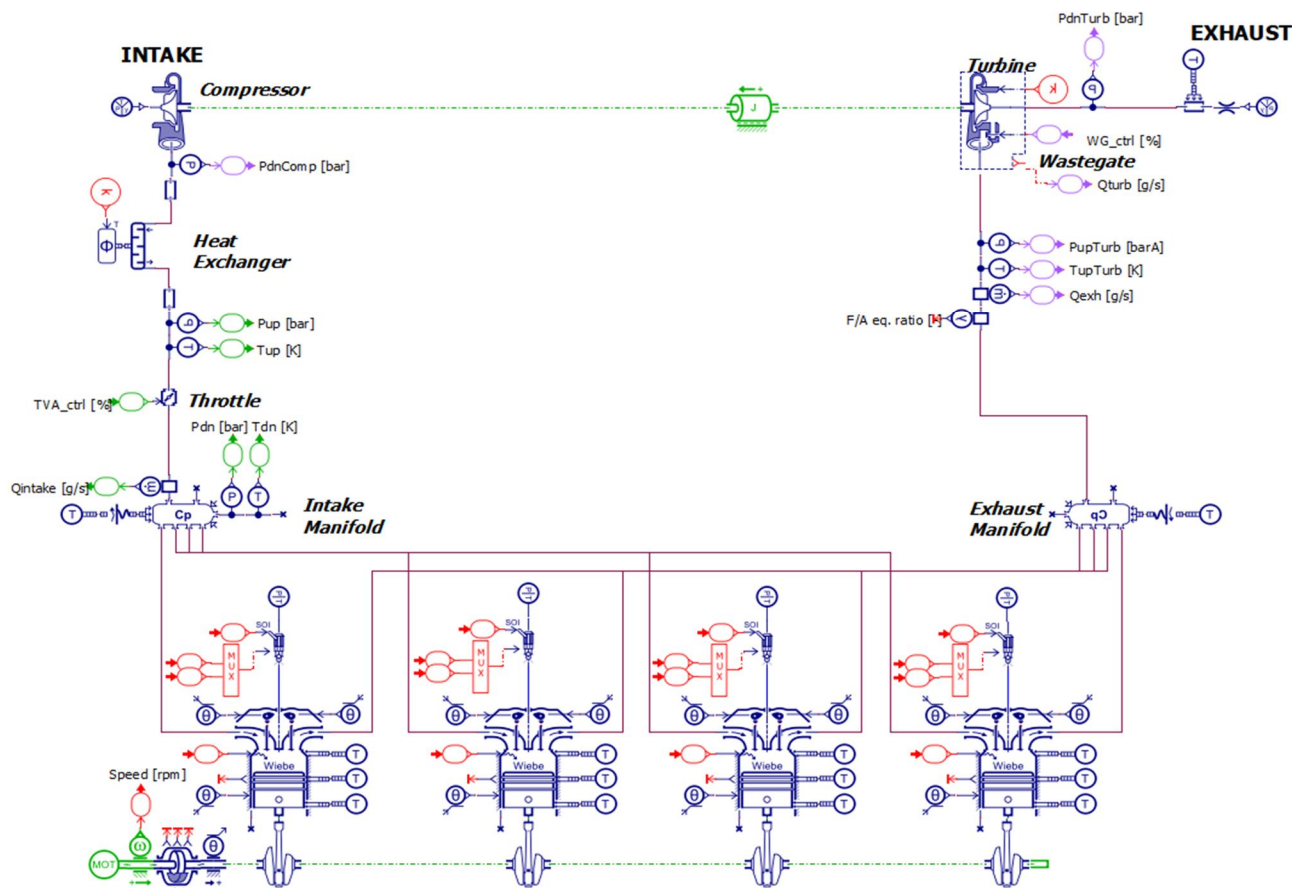 PdnTurb [bar]
INTAKE
EXHAUST
Compressor
Turbine
T
J
K
P
WG_ctrl [%]
Wastegate
P
PdnComp [bar]
Qturb [g/s]
K
T
Φ
Heat
Exchanger
PupTurb [barA]
TupTurb [K]
T
Qexh [g/s]
F/A eq. ratio [
Pup [bar]
T
Tup [K]
TVA_ctrl [%]
Throttle
Pdn [bar] Tdn [K]
Qintake [g/s]
P T
T
Cp
Intake
Manifold
Exhaust
Manifold
Cp
T
SOI SOI SOI SOI
MUX MUX MUX MUX
θ θ θ θ θ θ θ θ
Wiebe Wiebe Wiebe Wiebe
T T T T
T T T T
θ θ θ θ
T T T T
Speed [rpm]
ω θ
MOT